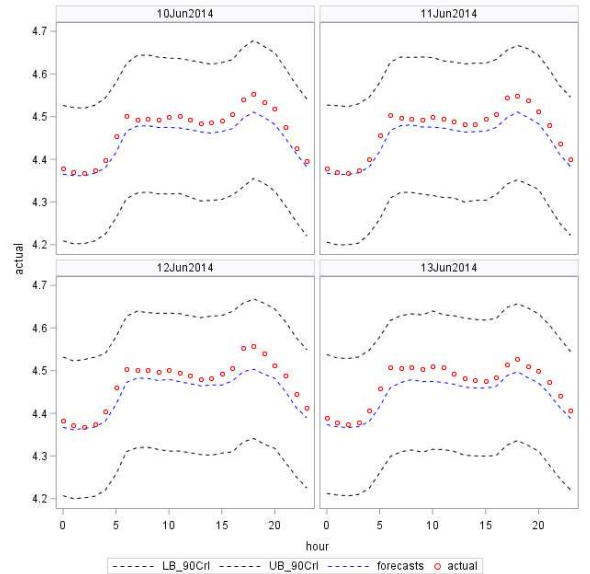 10Jun2014 11Jun2014
4.7
4.6
4.5
4.4
4.3
4.2
12Jun2014 13Jun2014
4.7
4.6
4.5
4.4
4.3
4.2
actual
0 5 10 15 20 0 5 10 15 20
hour
LB_90CrI UB_90CrI forecasts actual